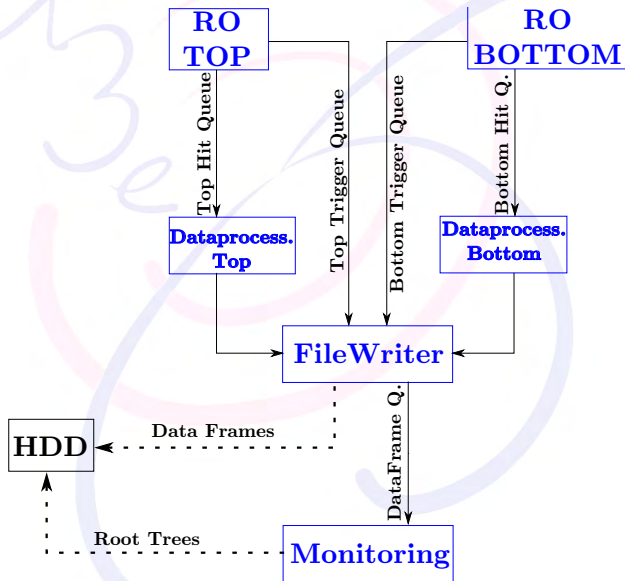 RO
TOP
RO
BOTTOM
Top Hit Queue
Top Trigger Queue
Bottom Trigger Queue
Bottom Hit Q.
Dataprocess.
Top
Dataprocess.
Bottom
FileWriter
Data Frames
DataFrame Q.
HDD
Root Trees
Monitoring